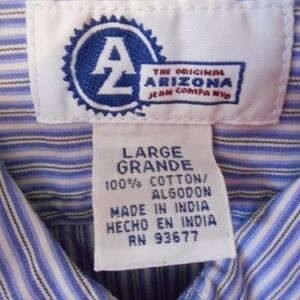 AZ
THE ORIGINAL
ARIZONA
JEAN COMPANY
LARGE
GRANDE
100% COTTON/
ALGODON
MADE IN INDIA
HECHO EN INDIA
RN 93677